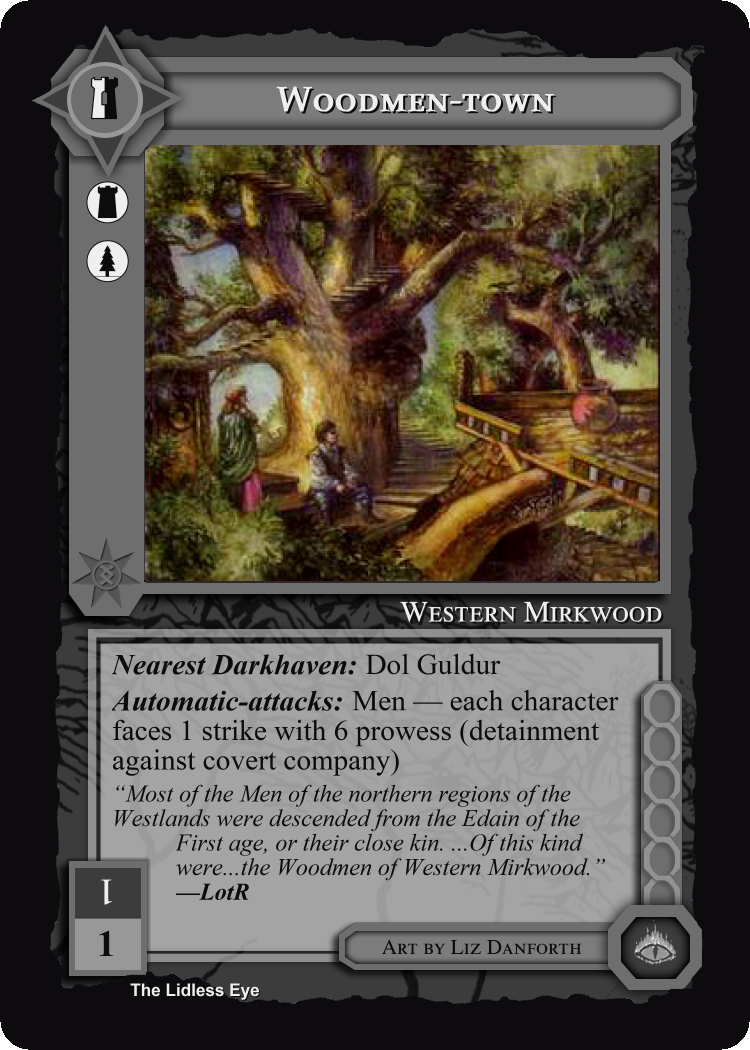 Woodmen-town
Western Mirkwood
Nearest Darkhaven: Dol Guldur
Automatic-attacks: Men — each character
faces 1 strike with 6 prowess (detainment
against covert company)
“Most of the Men of the northern regions of the
Westlands were descended from the Edain of the
First age, or their close kin. ...Of this kind
were...the Woodmen of Western Mirkwood.”
—LotR
1
1
Art by Liz Danforth
The Lidless Eye